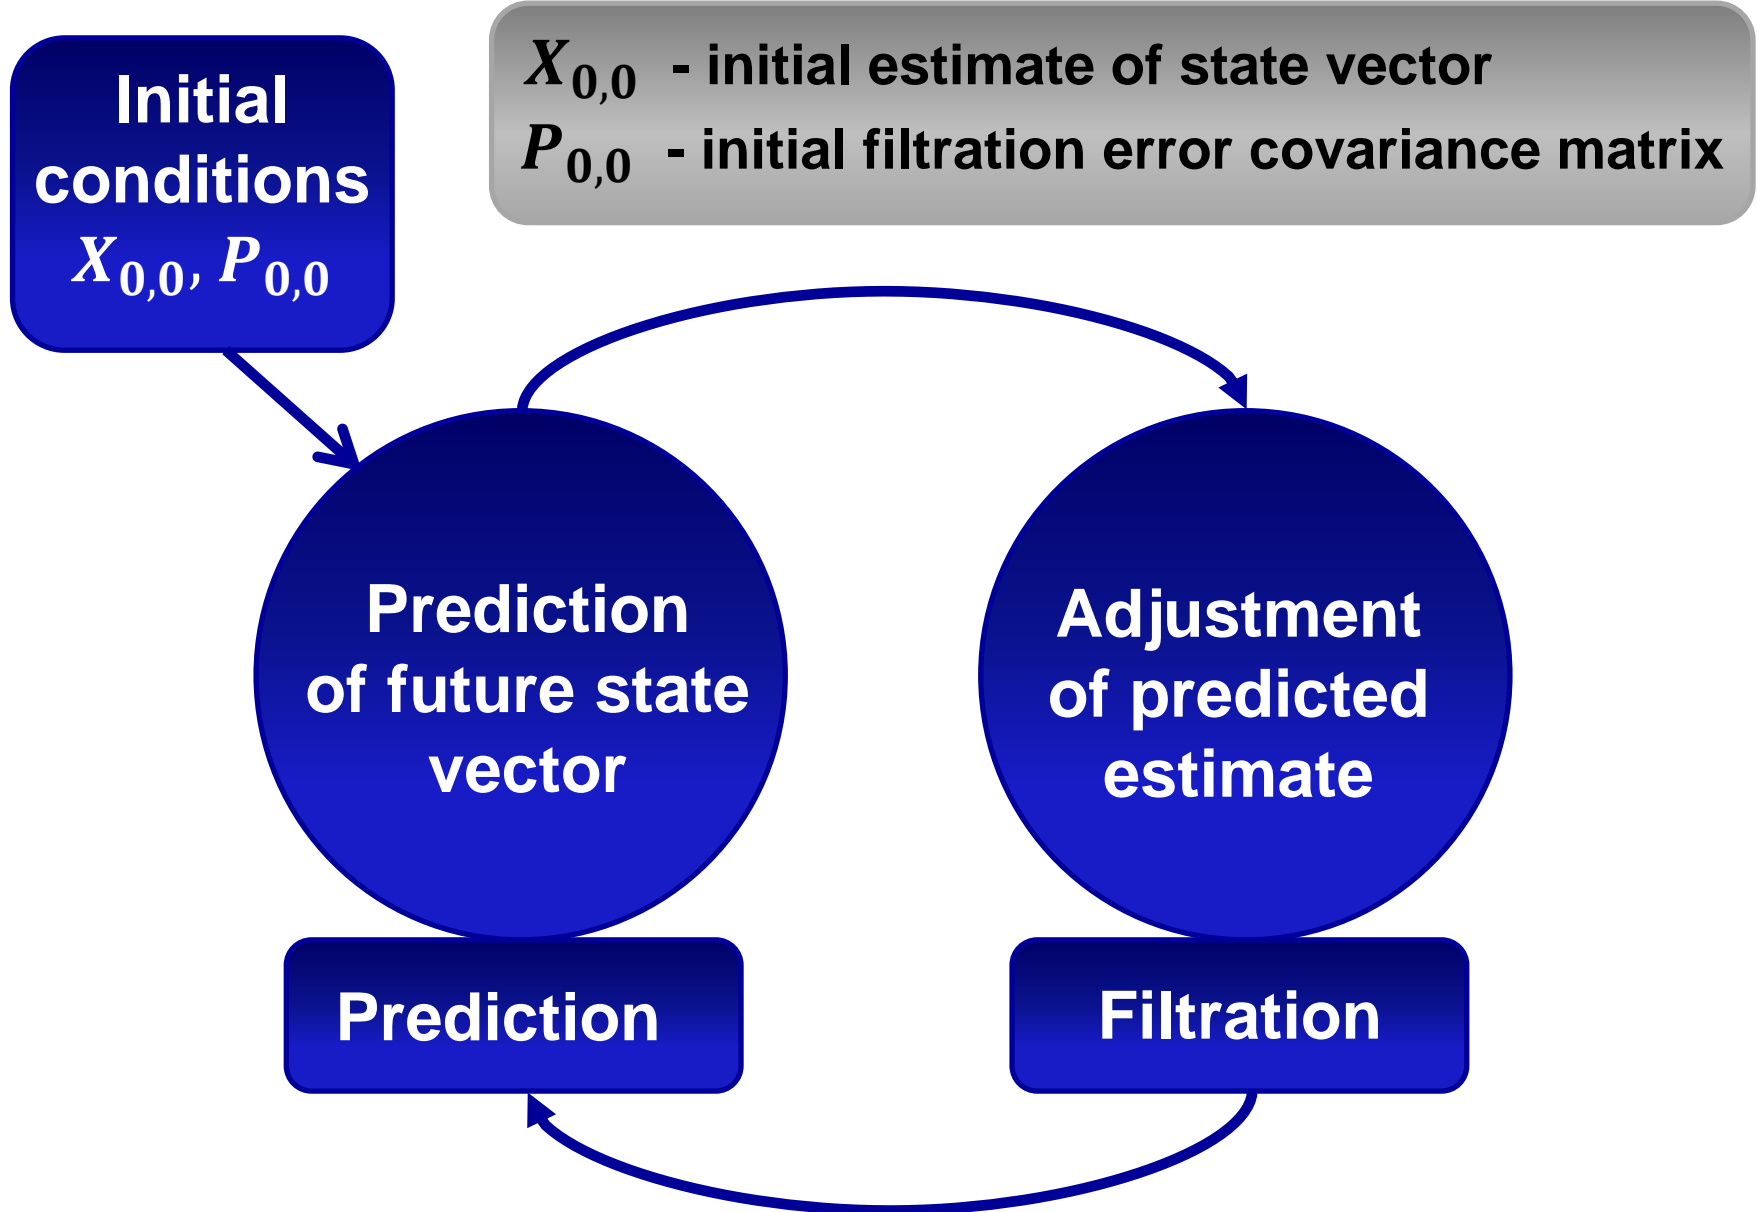 Initial
conditions
X0,0, P0,0
X0,0 - initial estimate of state vector
P0,0 - initial filtration error covariance matrix
Prediction
of future state
vector
Adjustment
of predicted
estimate
Prediction
Filtration